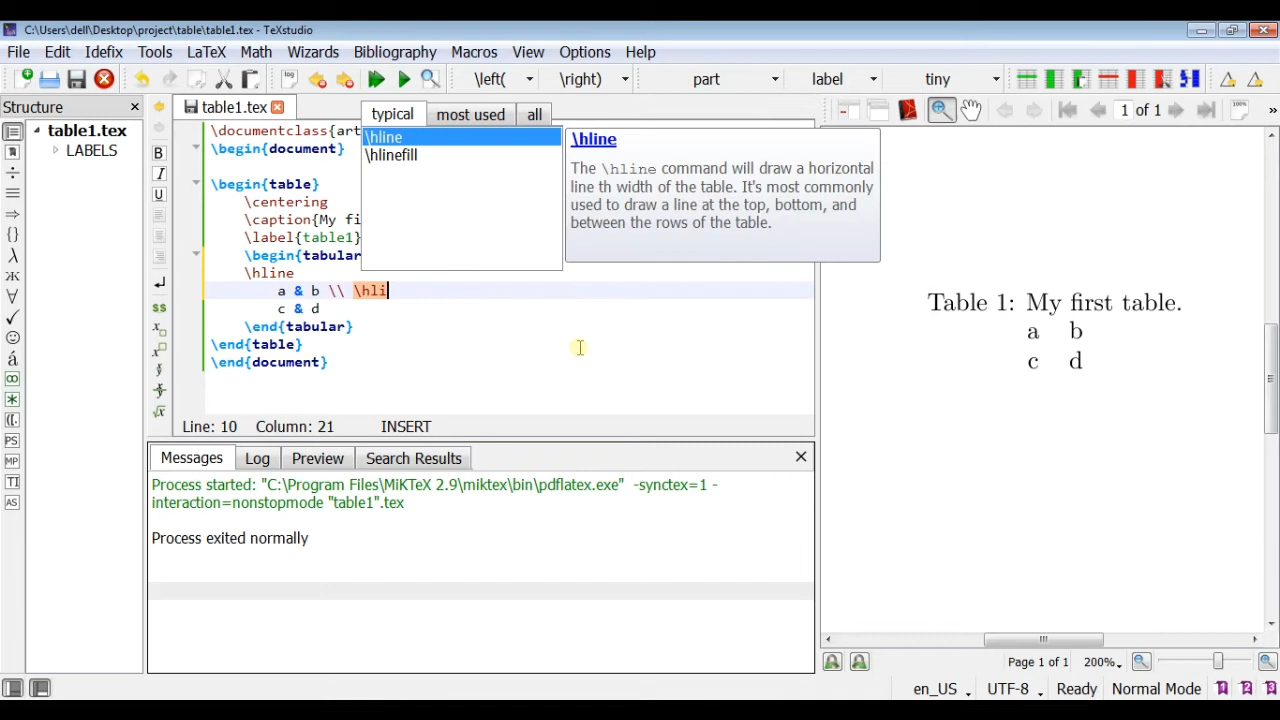 C:\Users\dell\Desktop\project\table\table1.tex - TeXstudio
File Edit Idefix Tools LaTeX Math Wizards Bibliography Macros View Options Help
\left( \right) part label tiny
Structure
table1.tex
typical most used all
1 of 1
table1.tex
LABELS
\documentclass{art
\begin{document}
\begin{table}
\centering
\caption{My fi
\label{table1}
\begin{tabular
\hline
a & b \\ \hli
c & d
\end{tabular}
\end{table}
\end{document}
\hline
\hlinefill
\hline
The \hline command will draw a horizontal
line th width of the table. It's most commonly
used to draw a line at the top, bottom, and
between the rows of the table.
Line: 10 Column: 21 INSERT
Messages Log Preview Search Results
Process started: "C:\Program Files\MiKTeX 2.9\miktex\bin\pdflatex.exe" -synctex=1 -
interaction=nonstopmode "table1".tex
Process exited normally
Table 1: My first table.
a b
c d
Page 1 of 1 200%
en_US UTF-8 Ready Normal Mode